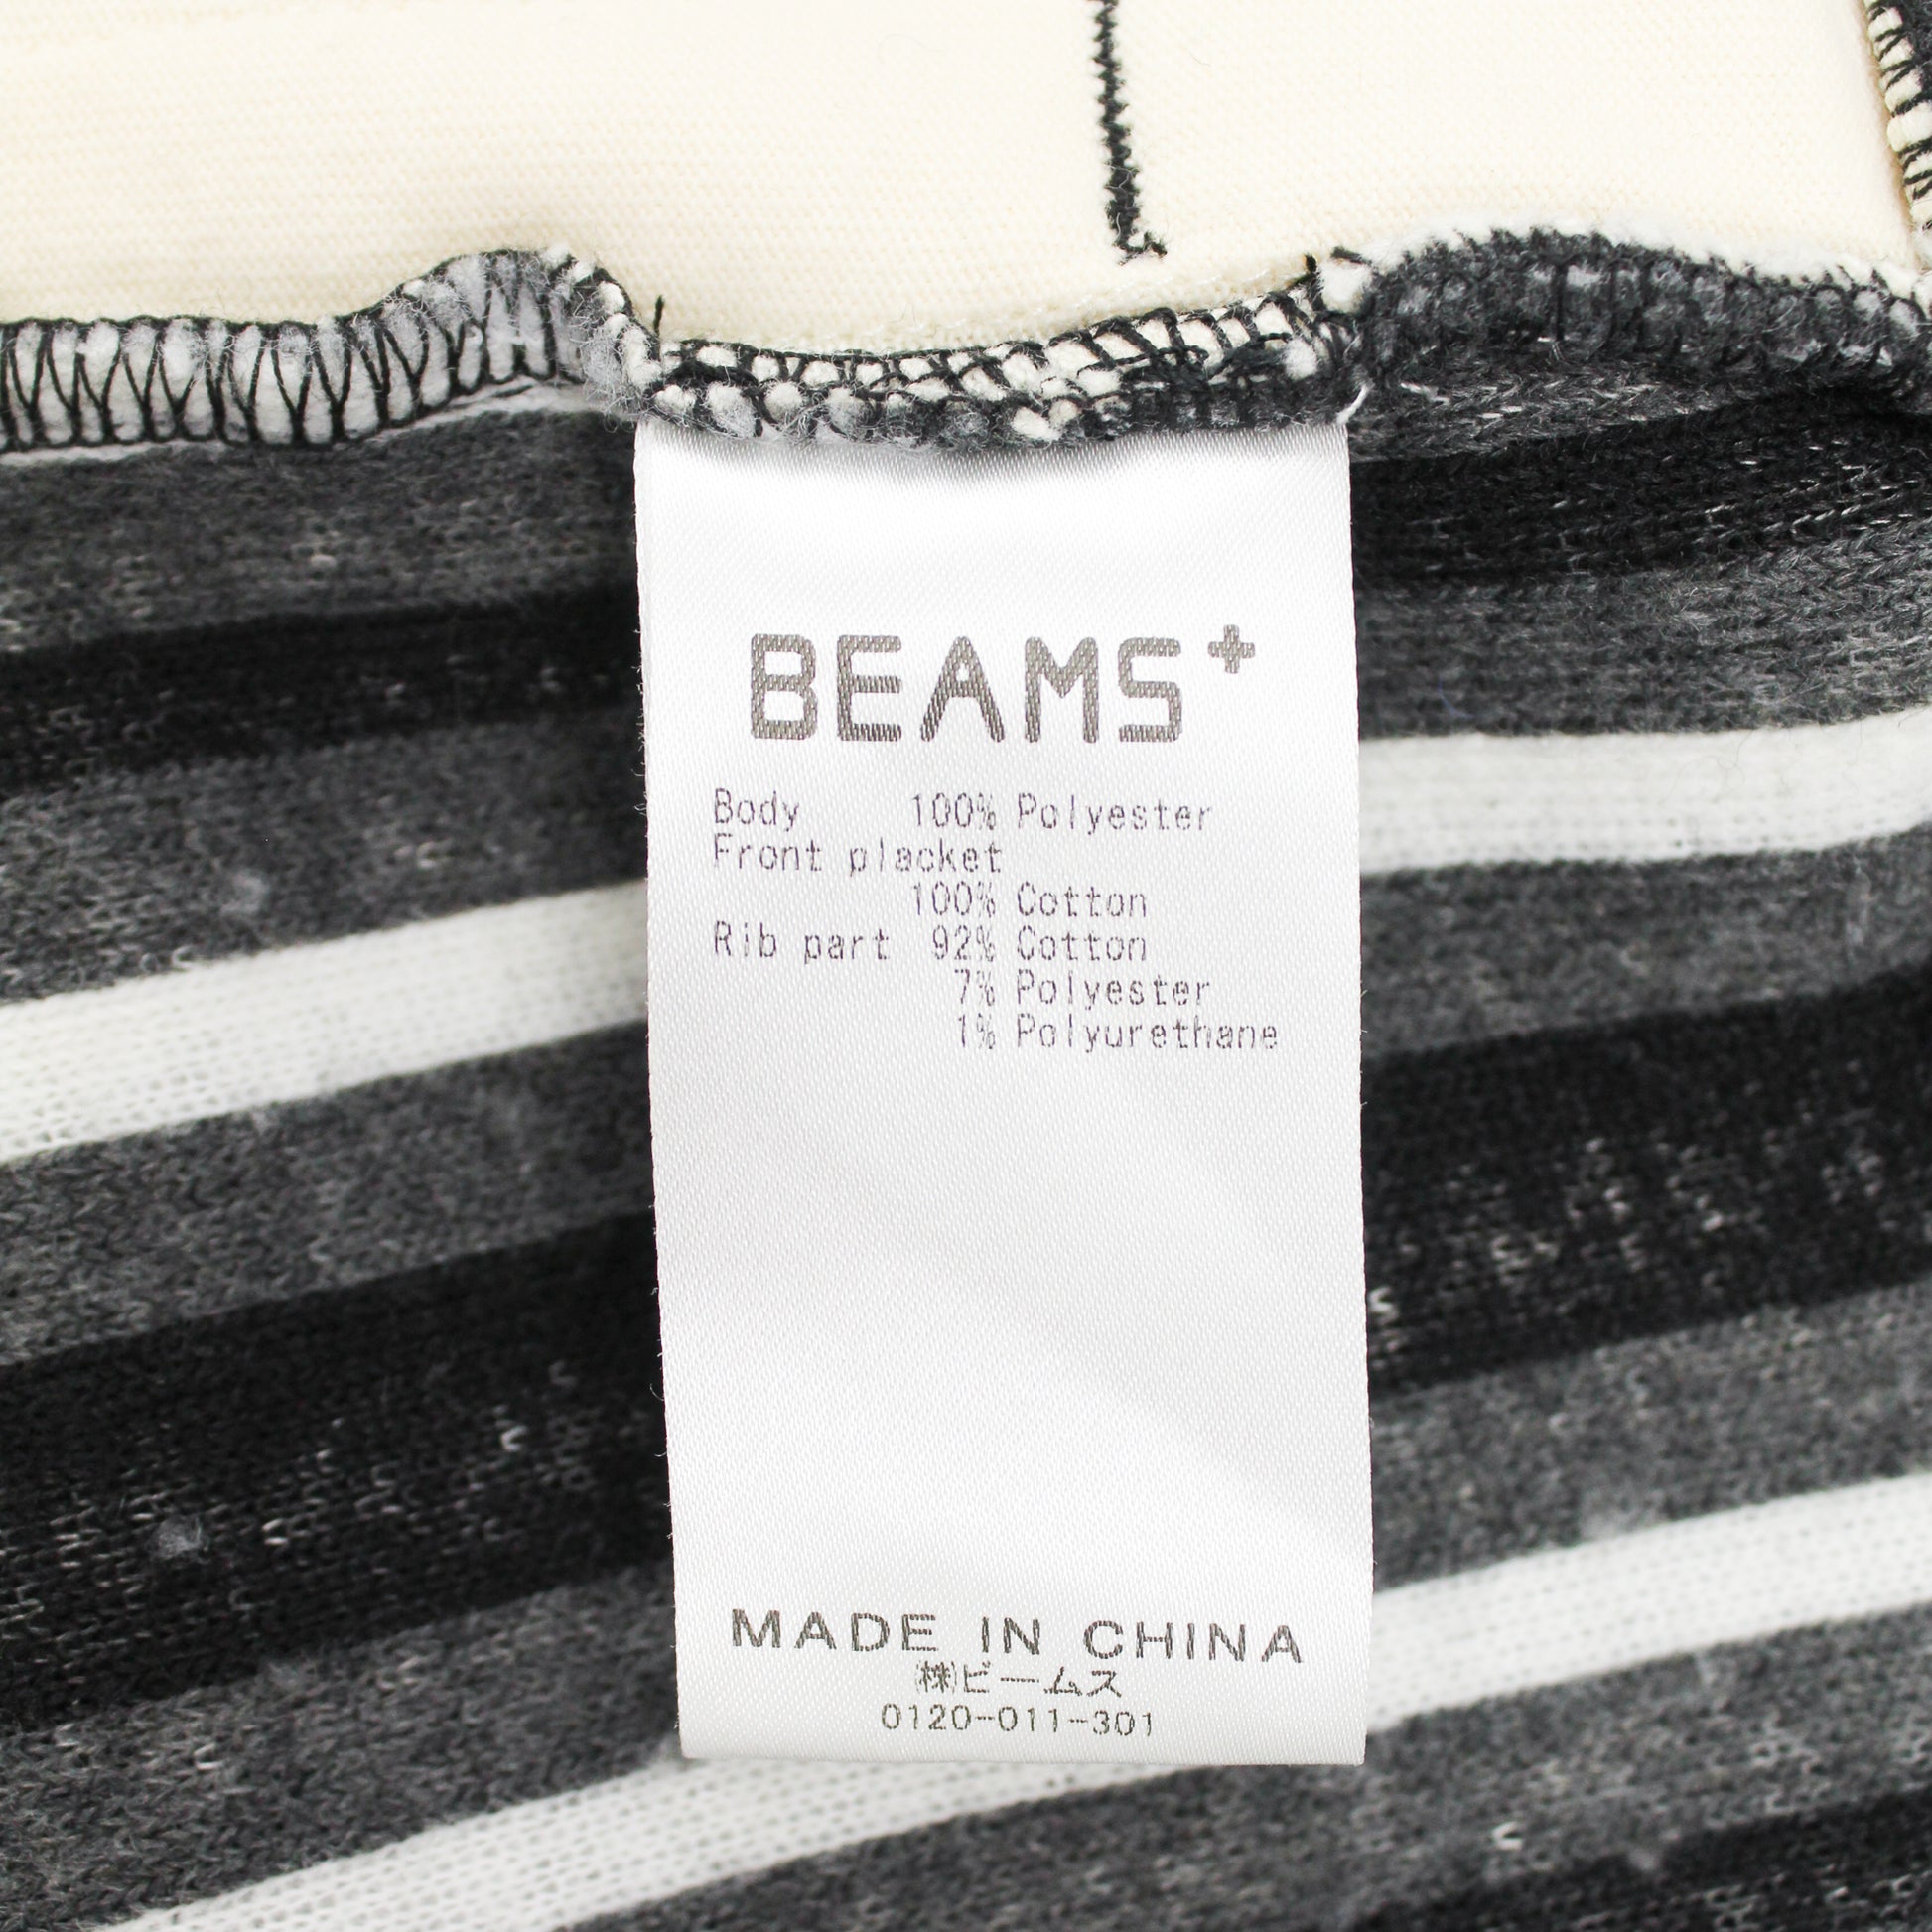 BEAMS+
Body 100% Polyester
Front placket
100% Cotton
Rib part 92% Cotton
7% Polyester
1% Polyurethane
MADE IN CHINA
㈱ビームス
0120-011-301